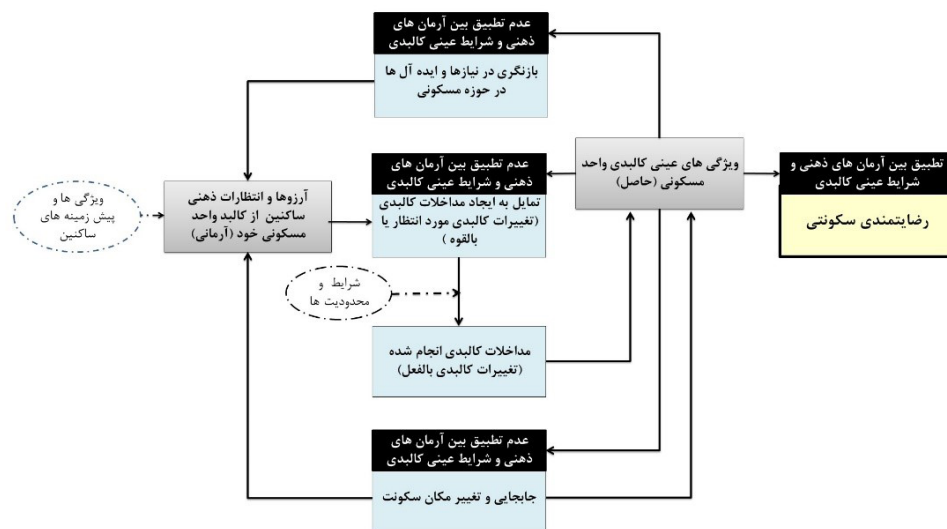 عدم تطبیق بین آرمان های
ذهنی و شرایط عینی کالبدی
بازنگری در نیازها و ایده آل ها
در حوزه مسکونی
تطبیق بین آرمان های ذهنی و
شرایط عینی کالبدی
رضایتمندی سکونتی
ویژگی های عینی کالبدی واحد
مسکونی (حاصل)
عدم تطبیق بین آرمان های
ذهنی و شرایط عینی کالبدی
تمایل به ایجاد مداخلات کالبدی
(تغییرات کالبدی مورد انتظار یا
بالقوه )
آرزوها و انتظارات ذهنی
ساکنین از کالبد واحد
مسکونی خود (آرمانی)
ویژگی ها و
پیش زمینه های
ساکنین
شرایط و
محدودیت ها
مداخلات کالبدی انجام شده
(تغییرات کالبدی بالفعل)
عدم تطبیق بین آرمان های
ذهنی و شرایط عینی کالبدی
جابجایی و تغییر مکان سکونت